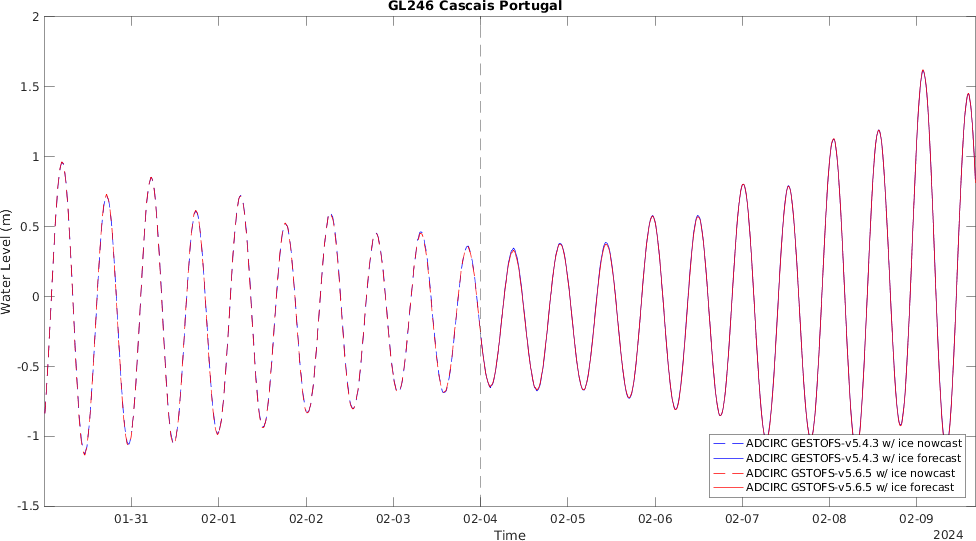 GL246 Cascais Portugal
2
1.5
1
0.5
0
-0.5
-1
-1.5
Water Level (m)
ADCIRC GESTOFS-v5.4.3 w/ ice nowcast
ADCIRC GESTOFS-v5.4.3 w/ ice forecast
ADCIRC GSTOFS-v5.6.5 w/ ice nowcast
ADCIRC GSTOFS-v5.6.5 w/ ice forecast
01-31 02-01 02-02 02-03 02-04 02-05 02-06 02-07 02-08 02-09
Time
2024